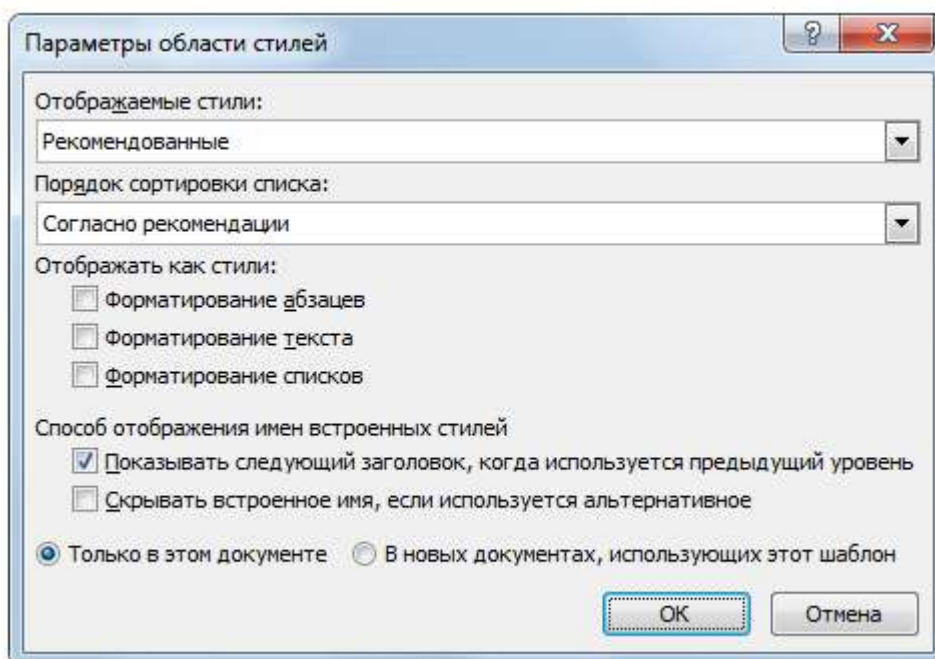 Параметры области стилей
Отображаемые стили:
Рекомендованные
Порядок сортировки списка:
Согласно рекомендации
Отображать как стили:
Форматирование абзацев
Форматирование текста
Форматирование списков
Способ отображения имен встроенных стилей
Показывать следующий заголовок, когда используется предыдущий уровень
Скрывать встроенное имя, если используется альтернативное
Только в этом документе В новых документах, использующих этот шаблон
ОК Отмена